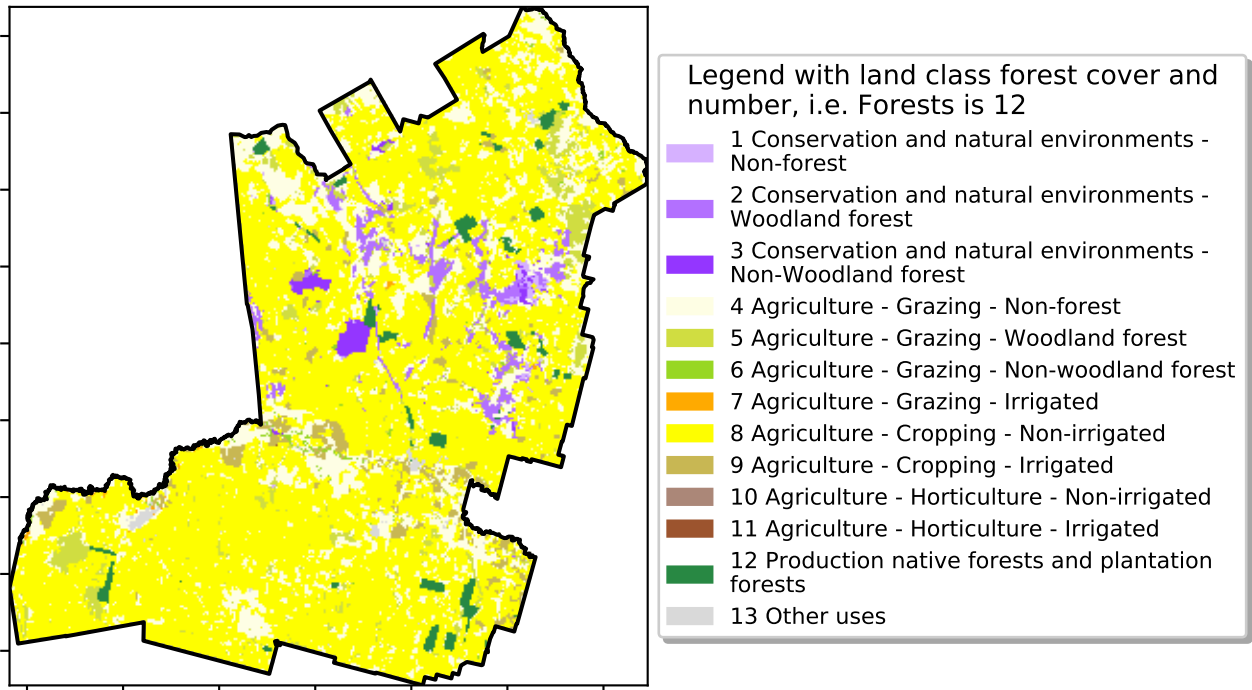 Legend with land class forest cover and
number, i.e. Forests is 12
1 Conservation and natural environments -
Non-forest
2 Conservation and natural environments -
Woodland forest
3 Conservation and natural environments -
Non-Woodland forest
4 Agriculture - Grazing - Non-forest
5 Agriculture - Grazing - Woodland forest
6 Agriculture - Grazing - Non-woodland forest
7 Agriculture - Grazing - Irrigated
8 Agriculture - Cropping - Non-irrigated
9 Agriculture - Cropping - Irrigated
10 Agriculture - Horticulture - Non-irrigated
11 Agriculture - Horticulture - Irrigated
12 Production native forests and plantation
forests
13 Other uses